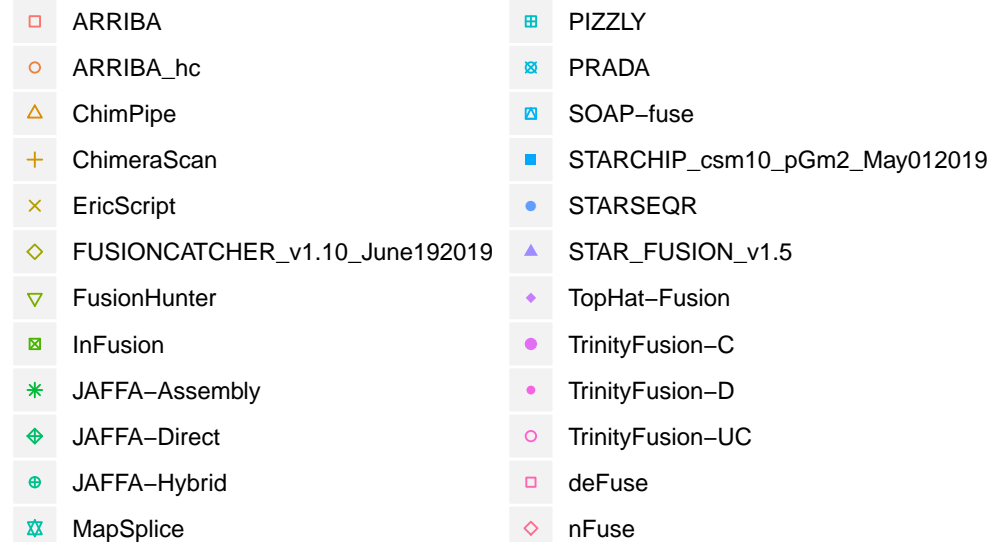 ARRIBA
ARRIBA_hc
ChimPipe
ChimeraScan
EricScript
FUSIONCATCHER_v1.10_June192019
FusionHunter
InFusion
JAFFA−Assembly
JAFFA−Direct
JAFFA−Hybrid
MapSplice
PIZZLY
PRADA
SOAP−fuse
STARCHIP_csm10_pGm2_May012019
STARSEQR
STAR_FUSION_v1.5
TopHat−Fusion
TrinityFusion−C
TrinityFusion−D
TrinityFusion−UC
deFuse
nFuse